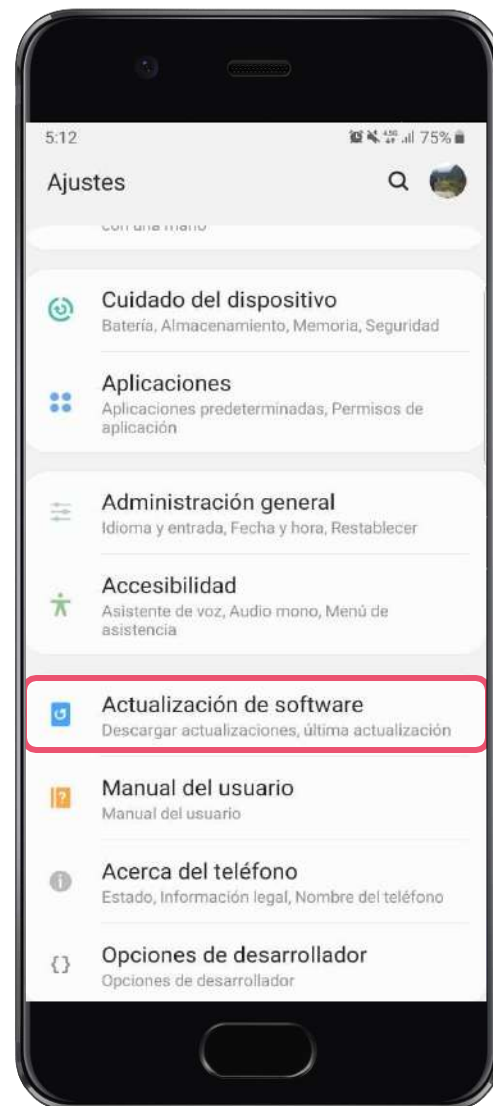 5:12 75%
Ajustes
con una mano
Cuidado del dispositivo
Batería, Almacenamiento, Memoria, Seguridad
Aplicaciones
Aplicaciones predeterminadas, Permisos de
aplicación
Administración general
Idioma y entrada, Fecha y hora, Restablecer
Accesibilidad
Asistente de voz, Audio mono, Menú de
asistencia
Actualización de software
Descargar actualizaciones, última actualización
Manual del usuario
Manual del usuario
Acerca del teléfono
Estado, Información legal, Nombre del teléfono
Opciones de desarrollador
Opciones de desarrollador